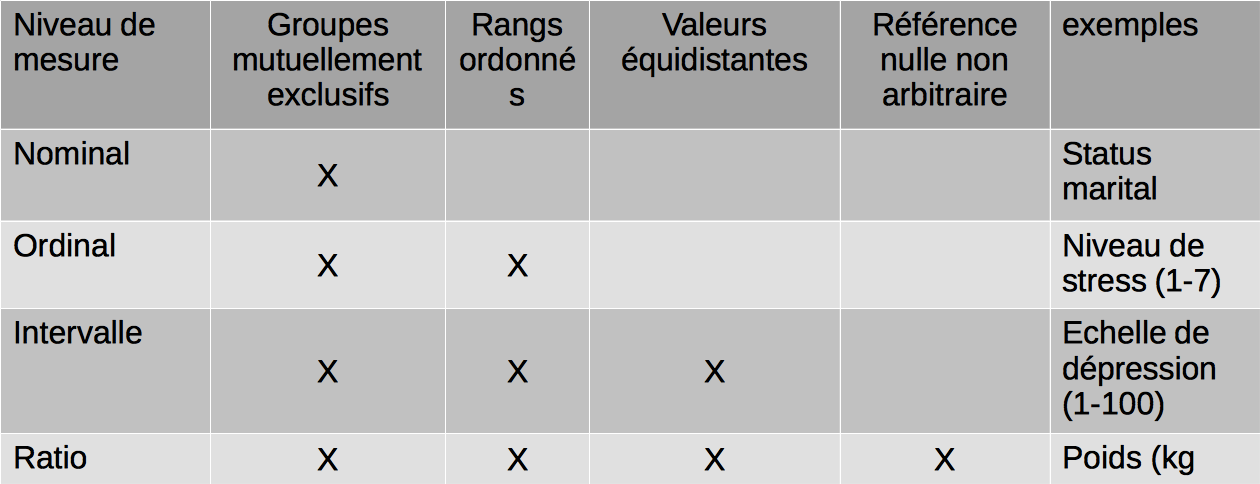 Niveau de
mesure
Groupes
mutuellement
exclusifs
Rangs
ordonné
s
Valeurs
équidistantes
Référence
nulle non
arbitraire
exemples
Nominal
X
Status
marital
Ordinal
X
X
Niveau de
stress (1-7)
Intervalle
X
X
X
Echelle de
dépression
(1-100)
Ratio
X
X
X
X
Poids (kg